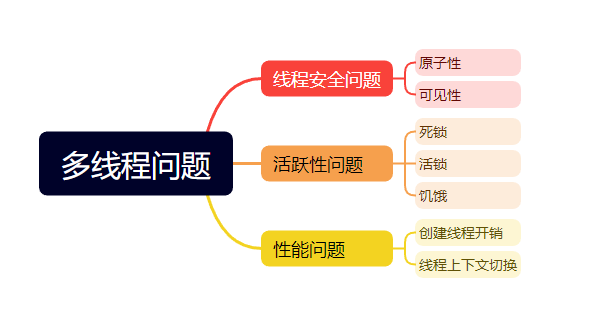 多线程问题
线程安全问题
原子性
可见性
活跃性问题
死锁
活锁
饥饿
性能问题
创建线程开销
线程上下文切换